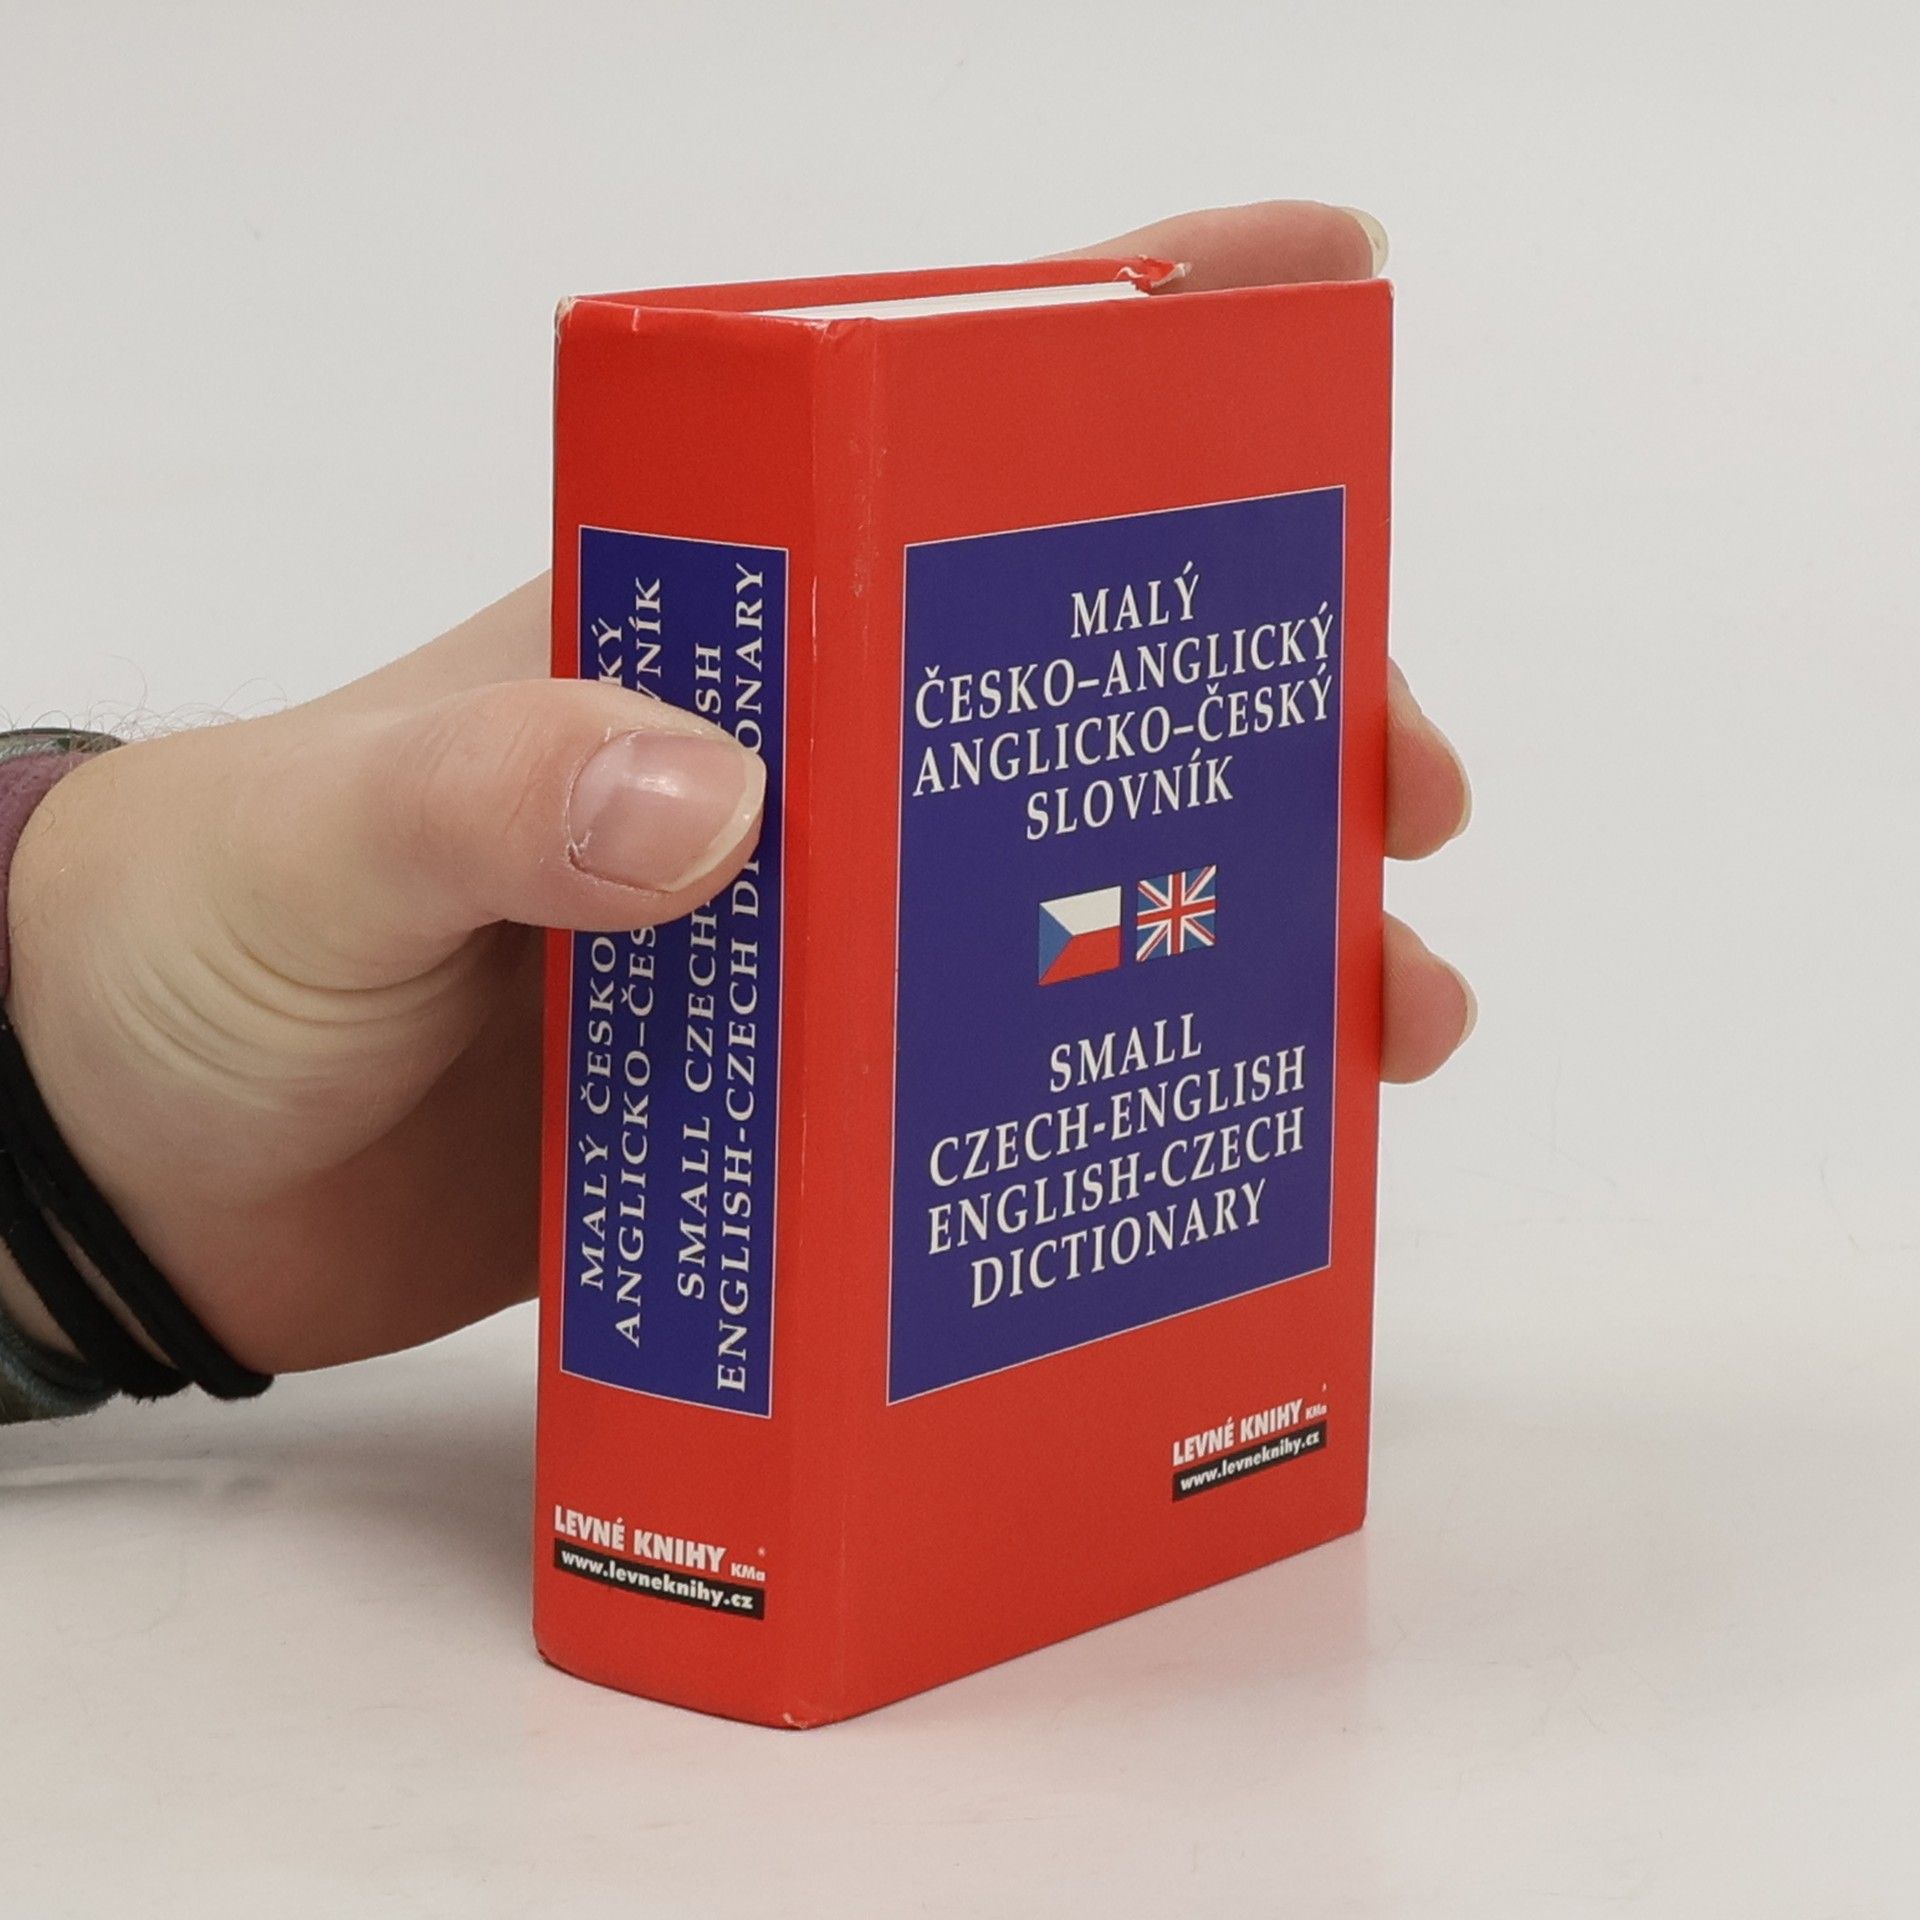 MALÝ ČESKO
ANGLICKO–ČES
SMALL CZECH
ENGLISH-CZECH DICTIONARY
LEVNÉ KNIHY KMa
www.levneknihy.cz
MALÝ
ČESKO–ANGLICKÝ
ANGLICKO–ČESKÝ
SLOVNÍK
SMALL
CZECH-ENGLISH
ENGLISH-CZECH
DICTIONARY
LEVNÉ KNIHY KMa
www.levneknihy.cz